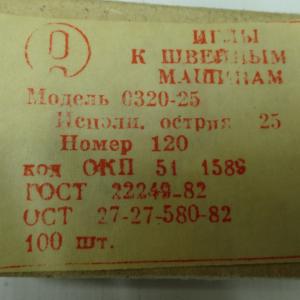 ИГЛЫ
К ШВЕЙНЫМ
МАШИНАМ
Модель 0320-25
Исполн. острия 25
Номер 120
код ОКП 51 1586
ГОСТ 22249-82
ОСТ 27-27-580-82
100 шт.